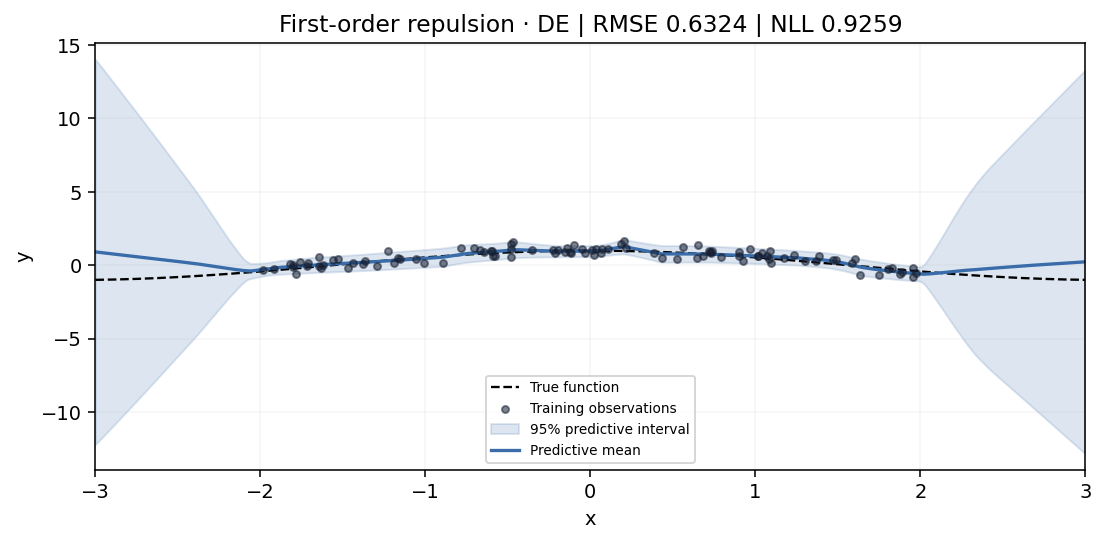 First-order repulsion · DE | RMSE 0.6324 | NLL 0.9259
15
10
5
0
−5
−10
y
True function
Training observations
95% predictive interval
Predictive mean
−3 −2 −1 0 1 2 3
x